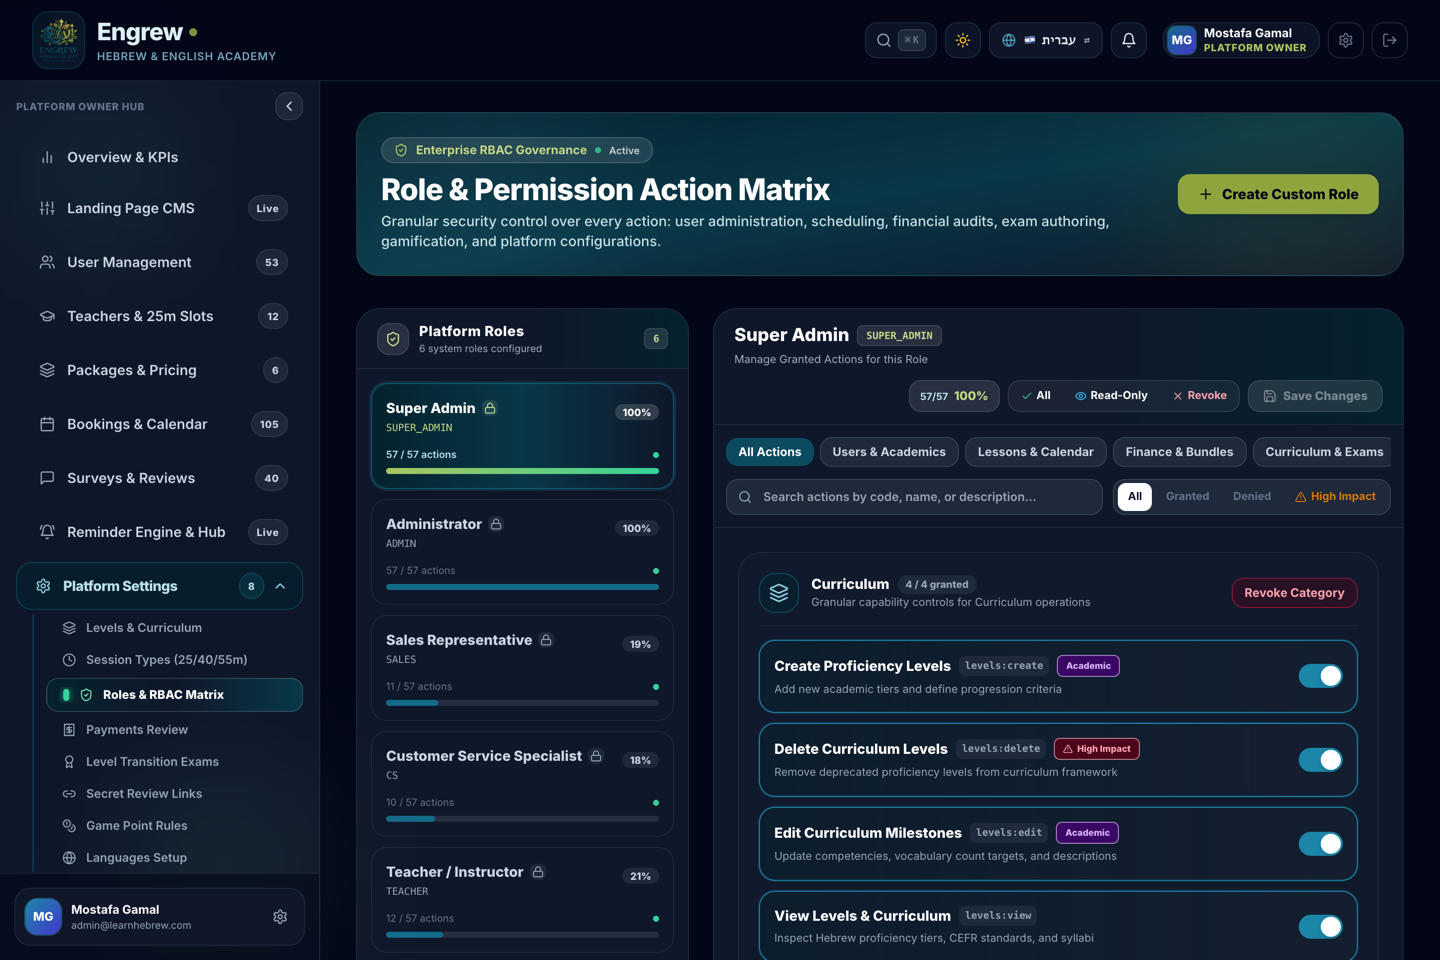 ENGREW
Engrew
HEBREW & ENGLISH ACADEMY
⌘K
עברית
MG
Mostafa Gamal
PLATFORM OWNER
PLATFORM OWNER HUB
Overview & KPIs
Landing Page CMS
Live
User Management
53
Teachers & 25m Slots
12
Packages & Pricing
6
Bookings & Calendar
105
Surveys & Reviews
40
Reminder Engine & Hub
Live
Platform Settings
8
Levels & Curriculum
Session Types (25/40/55m)
Roles & RBAC Matrix
Payments Review
Level Transition Exams
Secret Review Links
Game Point Rules
Languages Setup
MG
Mostafa Gamal
admin@learnhebrew.com
Enterprise RBAC Governance
Active
Role & Permission Action Matrix
Granular security control over every action: user administration, scheduling, financial audits, exam authoring,
gamification, and platform configurations.
Create Custom Role
Platform Roles
6 system roles configured
6
Super Admin
100%
SUPER_ADMIN
57 / 57 actions
Administrator
100%
ADMIN
57 / 57 actions
Sales Representative
19%
SALES
11 / 57 actions
Customer Service Specialist
18%
CS
10 / 57 actions
Teacher / Instructor
21%
TEACHER
12 / 57 actions
Super Admin
SUPER_ADMIN
Manage Granted Actions for this Role
57/57 100%
All
Read-Only
Revoke
Save Changes
All Actions
Users & Academics
Lessons & Calendar
Finance & Bundles
Curriculum & Exams
Search actions by code, name, or description...
All
Granted
Denied
High Impact
Curriculum
4 / 4 granted
Granular capability controls for Curriculum operations
Revoke Category
Create Proficiency Levels
levels:create
Academic
Add new academic tiers and define progression criteria
Delete Curriculum Levels
levels:delete
High Impact
Remove deprecated proficiency levels from curriculum framework
Edit Curriculum Milestones
levels:edit
Academic
Update competencies, vocabulary count targets, and descriptions
View Levels & Curriculum
levels:view
Inspect Hebrew proficiency tiers, CEFR standards, and syllabi